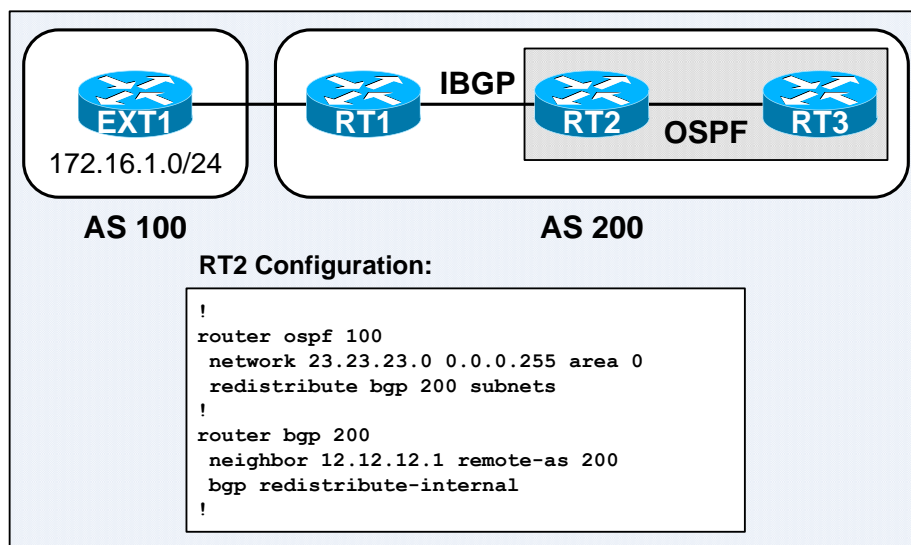 EXT1
172.16.1.0/24
RT1
IBGP
RT2
OSPF
RT3
AS 100
AS 200
RT2 Configuration:
!
router ospf 100
 network 23.23.23.0 0.0.0.255 area 0
 redistribute bgp 200 subnets
!
router bgp 200
 neighbor 12.12.12.1 remote-as 200
 bgp redistribute-internal
!